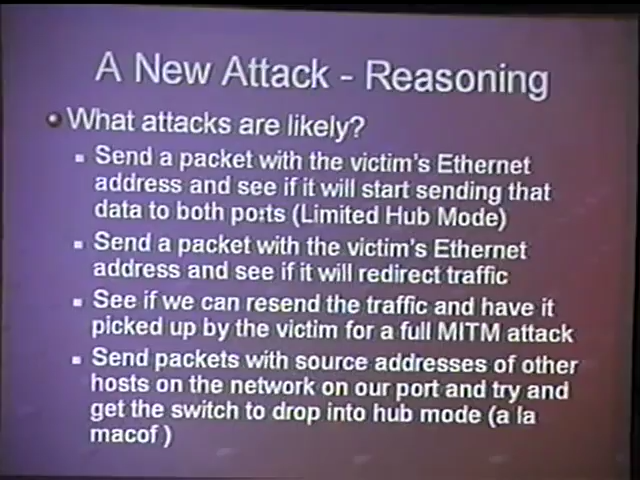 A New Attack - Reasoning
What attacks are likely?
Send a packet with the victim's Ethernet
address and see if it will start sending that
data to both ports (Limited Hub Mode)
Send a packet with the victim's Ethernet
address and see if it will redirect traffic
See if we can resend the traffic and have it
picked up by the victim for a full MITM attack
Send packets with source addresses of other
hosts on the network on our port and try and
get the switch to drop into hub mode (a la
macof )